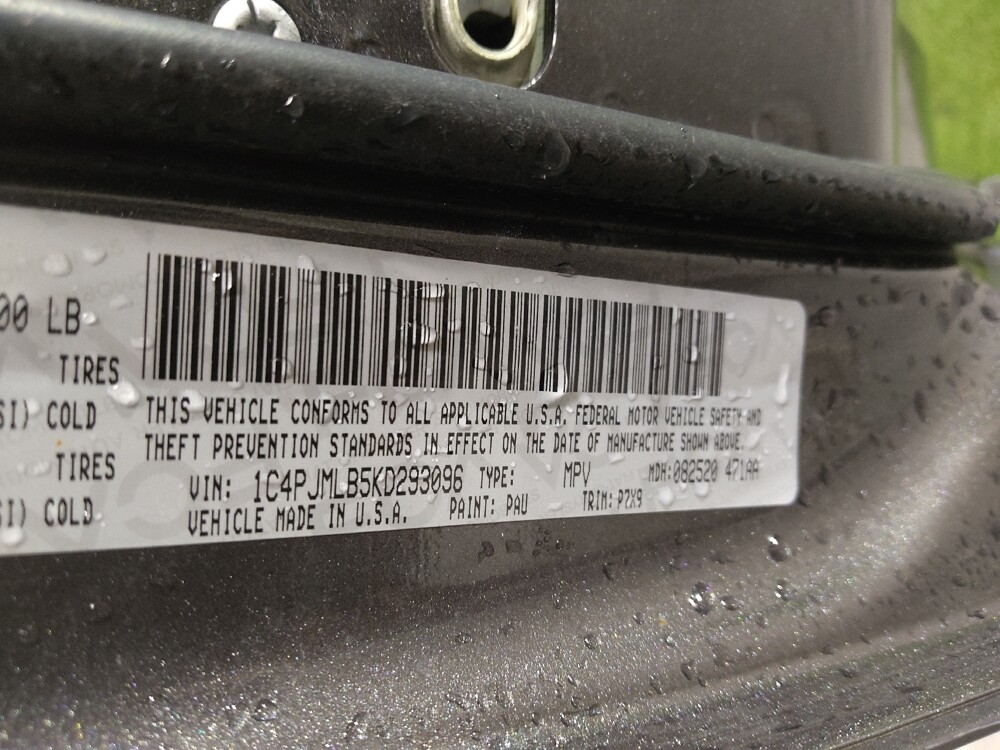 00 LB
TIRES
SI) COLD
TIRES
SI) COLD
THIS VEHICLE CONFORMS TO ALL APPLICABLE U.S.A. FEDERAL MOTOR VEHICLE SAFETY AND
THEFT PREVENTION STANDARDS IN EFFECT ON THE DATE OF MANUFACTURE SHOWN ABOVE.
VIN: 1C4PJMLB5KD293096 TYPE: MPV MDH:082520 471AA
VEHICLE MADE IN U.S.A. PAINT: PAU TRIM: P7X9